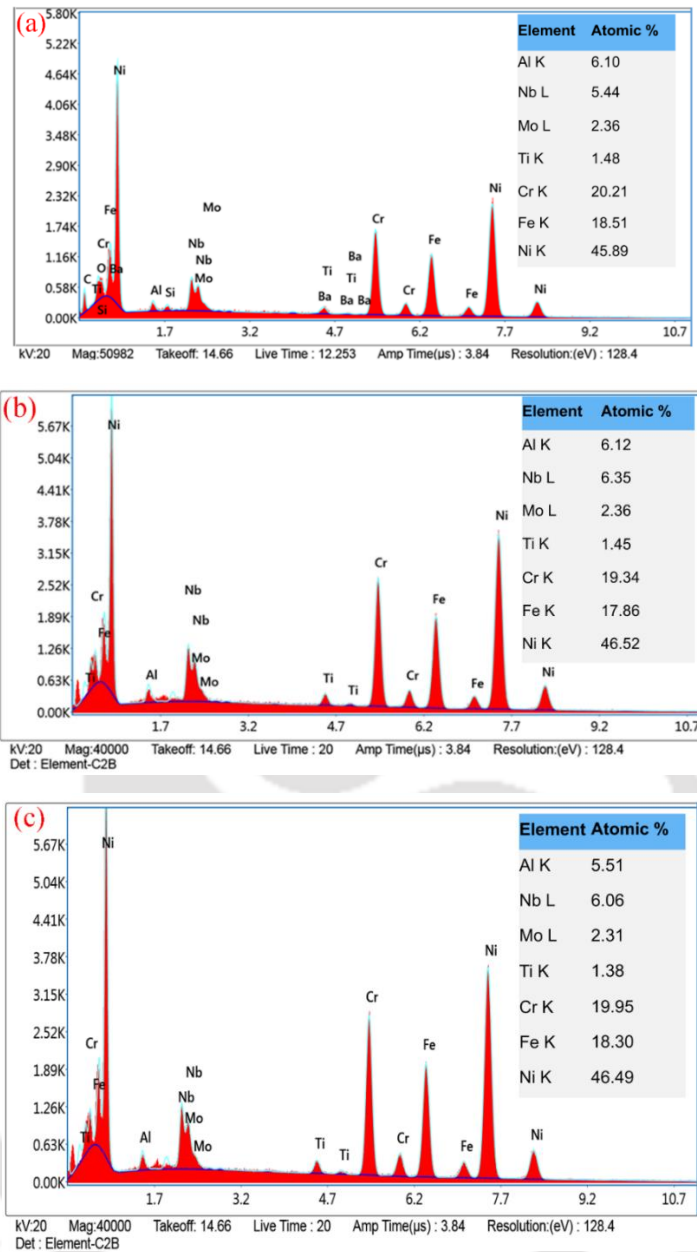 (a)
5.80K
5.22K
4.64K
4.06K
3.48K
2.90K
2.32K
1.74K
1.16K
0.58K
0.00K
Ni
Fe
Cr
O
Ba
C
Ti
Si
Al
Si
Mo
Nb
Nb
Mo
Ti
Ba
Ba
Ti
Ba
Ba
Cr
Cr
Fe
Fe
Ni
Ni
1.7 3.2 4.7 6.2 7.7 9.2 10.7
Element Atomic %
Al K 6.10
Nb L 5.44
Mo L 2.36
Ti K 1.48
Cr K 20.21
Fe K 18.51
Ni K 45.89
kV:20 Mag:50982 Takeoff: 14.66 Live Time : 12.253 Amp Time(µs) : 3.84 Resolution:(eV) : 128.4
(b)
5.67K
5.04K
4.41K
3.78K
3.15K
2.52K
1.89K
1.26K
0.63K
0.00K
Ni
Cr
Fe
Ti
Al
Nb
Nb
Mo
Mo
Ti
Ti
Cr
Cr
Fe
Fe
Ni
Ni
1.7 3.2 4.7 6.2 7.7 9.2 10.7
Element Atomic %
Al K 6.12
Nb L 6.35
Mo L 2.36
Ti K 1.45
Cr K 19.34
Fe K 17.86
Ni K 46.52
kV:20 Mag:40000 Takeoff: 14.66 Live Time : 20 Amp Time(µs) : 3.84 Resolution:(eV) : 128.4
Det : Element-C2B
(c)
5.67K
5.04K
4.41K
3.78K
3.15K
2.52K
1.89K
1.26K
0.63K
0.00K
Ni
Cr
Fe
Ti
Al
Nb
Nb
Mo
Mo
Ti
Ti
Cr
Cr
Fe
Fe
Ni
Ni
1.7 3.2 4.7 6.2 7.7 9.2 10.7
Element Atomic %
Al K 5.51
Nb L 6.06
Mo L 2.31
Ti K 1.38
Cr K 19.95
Fe K 18.30
Ni K 46.49
kV:20 Mag:40000 Takeoff: 14.66 Live Time : 20 Amp Time(µs) : 3.84 Resolution:(eV) : 128.4
Det : Element-C2B